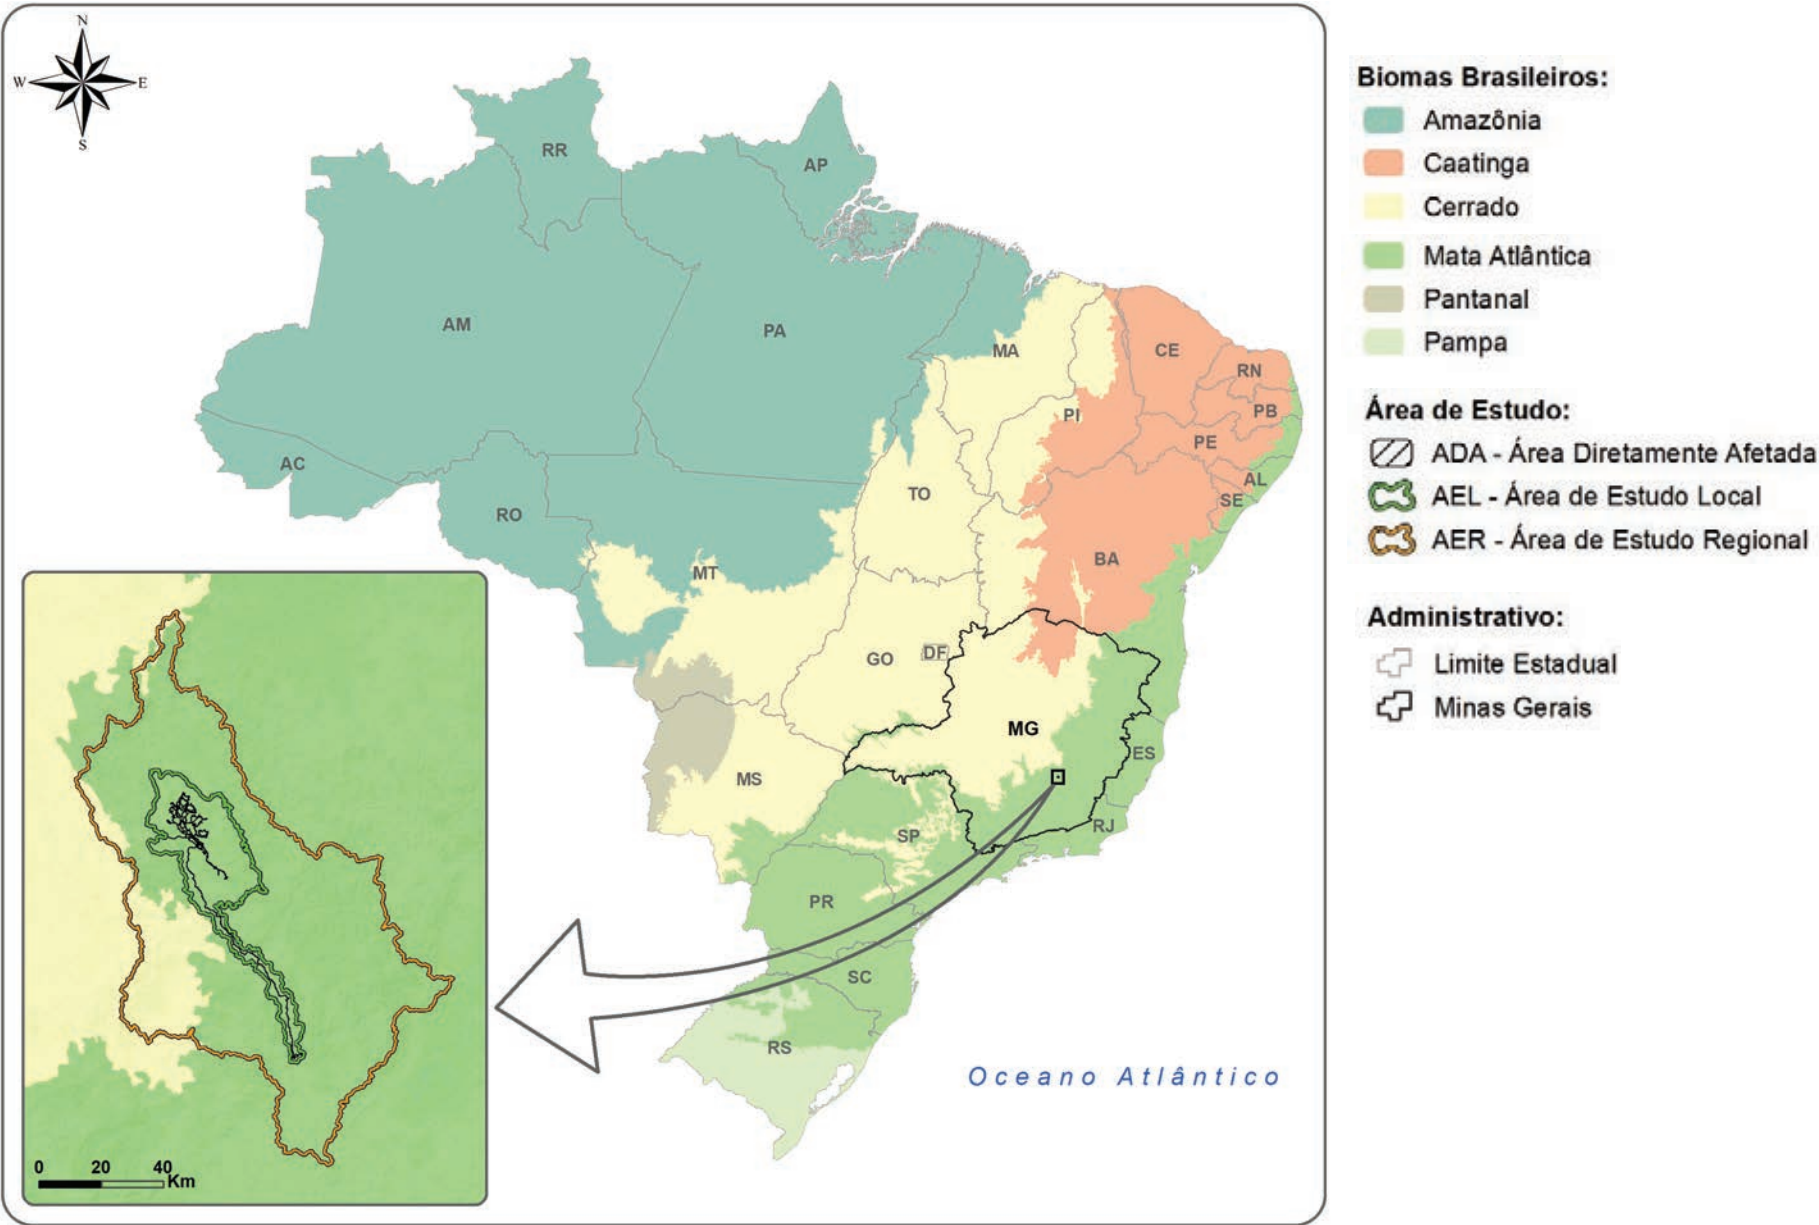 N
W E
S
RR
AP
AM
PA
MA
CE
RN
PB
PI
PE
AC
AL
TO
SE
RO
BA
MT
GO
DF
MG
ES
MS
SP
RJ
PR
SC
RS
Oceano Atlântico
0 20 40
Km
Biomas Brasileiros:
Amazônia
Caatinga
Cerrado
Mata Atlântica
Pantanal
Pampa
Área de Estudo:
ADA - Área Diretamente Afetada
AEL - Área de Estudo Local
AER - Área de Estudo Regional
Administrativo:
Limite Estadual
Minas Gerais